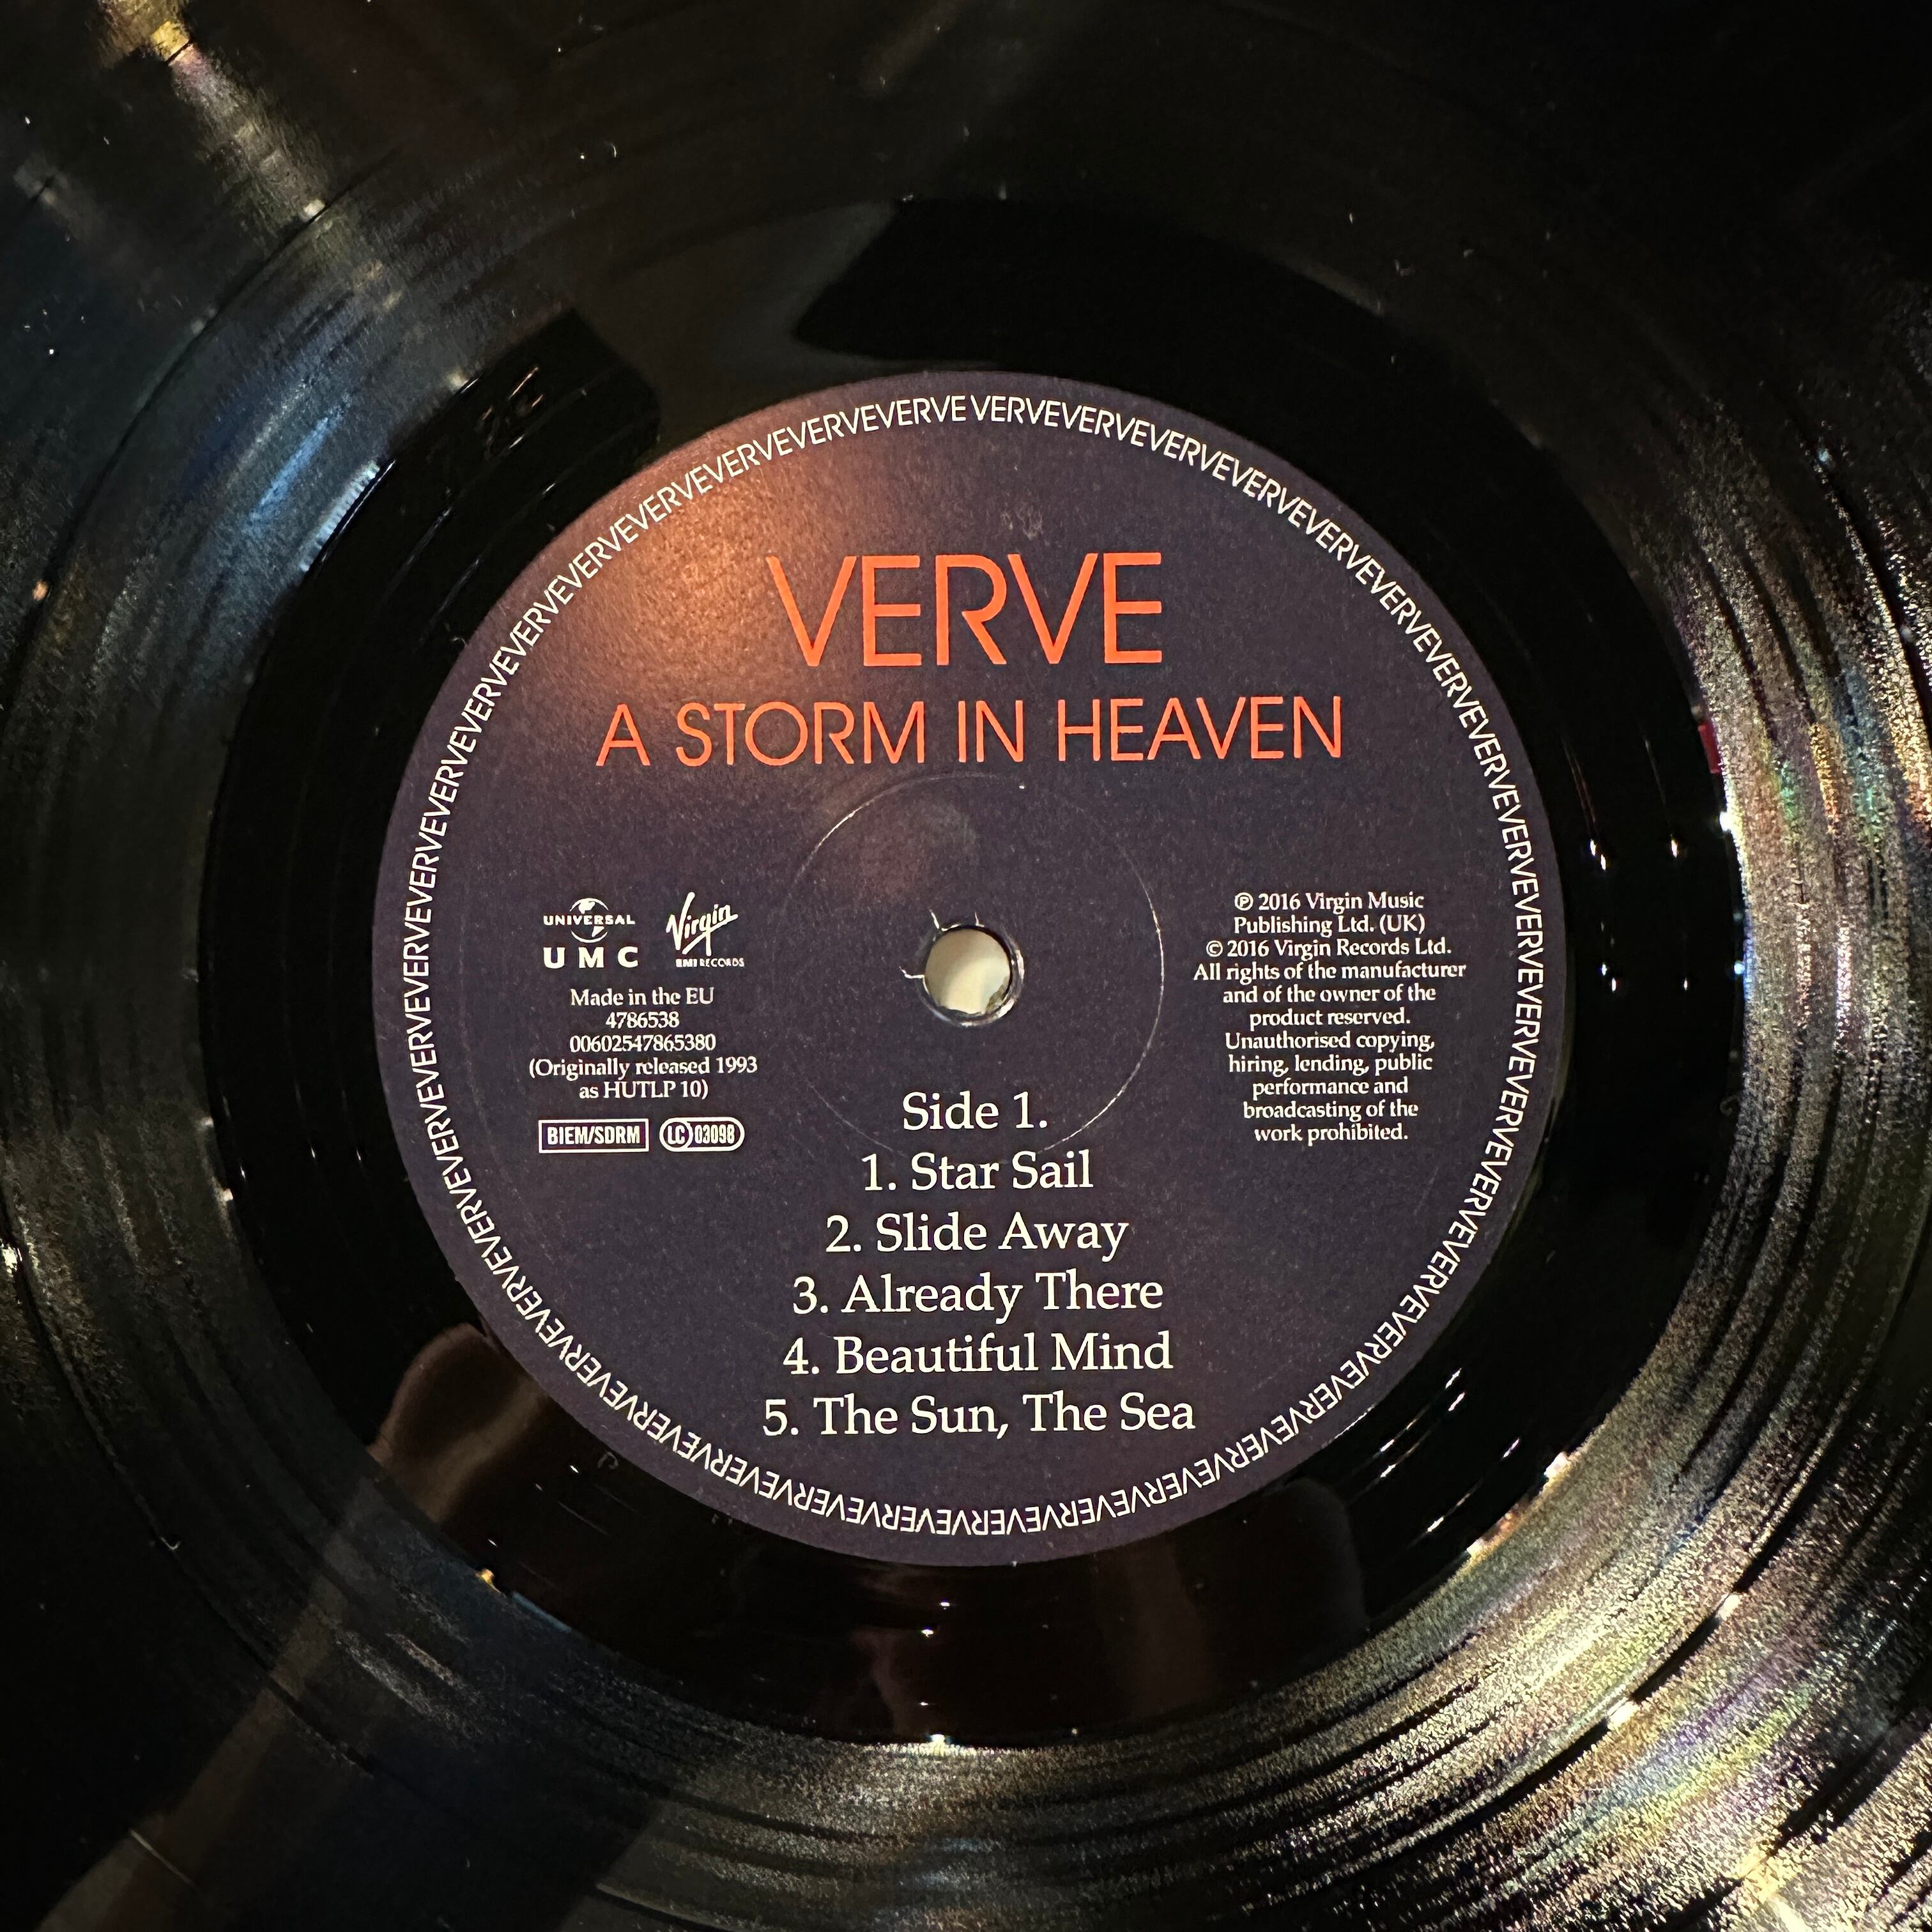 VERVEVERVEVERVEVERVEVERVEVERVEVERVEVERVEVERVEVERVEVERVEVERVEVERVEVERVEVERVEVERVEVERVEVERVEVERVEVERVEVERVEVERVEVERVEVERVEVERVEVERVEVERVEVERVEVERVEVERVEVERVEVERVEVERVEVERVEVERVEVERVEVERVEVERVEVERVEVERVE
VERVE
A STORM IN HEAVEN
UNIVERSAL
UMC
Virgin
EMI RECORDS
Made in the EU
4786538
00602547865380
(Originally released 1993
as HUTLP 10)
BIEM/SDRM LC 03098
℗ 2016 Virgin Music
Publishing Ltd. (UK)
© 2016 Virgin Records Ltd.
All rights of the manufacturer
and of the owner of the
product reserved.
Unauthorised copying,
hiring, lending, public
performance and
broadcasting of the
work prohibited.
Side 1.
1. Star Sail
2. Slide Away
3. Already There
4. Beautiful Mind
5. The Sun, The Sea